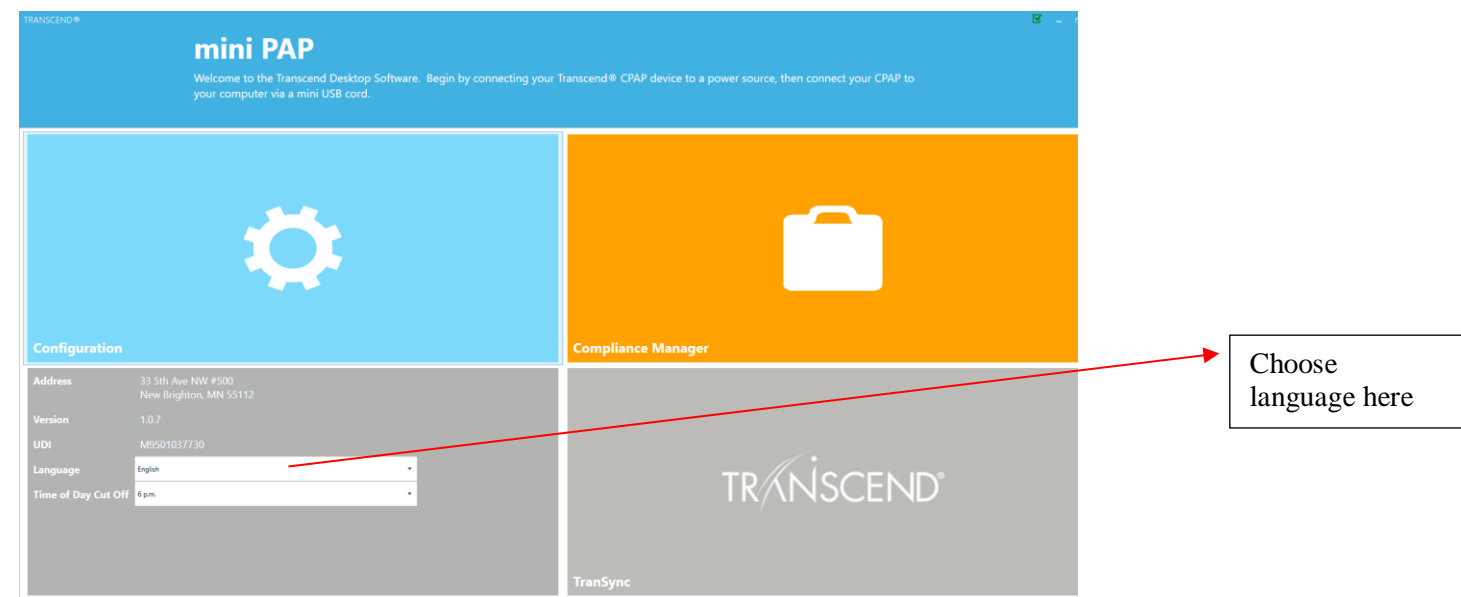 TRANSCEND®
mini PAP
Welcome to the Transcend Desktop Software. Begin by connecting your Transcend® CPAP device to a power source, then connect your CPAP to
your computer via a mini USB cord.
Configuration
Compliance Manager
Address 33 5th Ave NW #500
New Brighton, MN 55112
Version 1.0.7
UDI M9501037730
Language English
Time of Day Cut Off 6 p.m.
TRANSCEND®
TranSync
Choose
language here